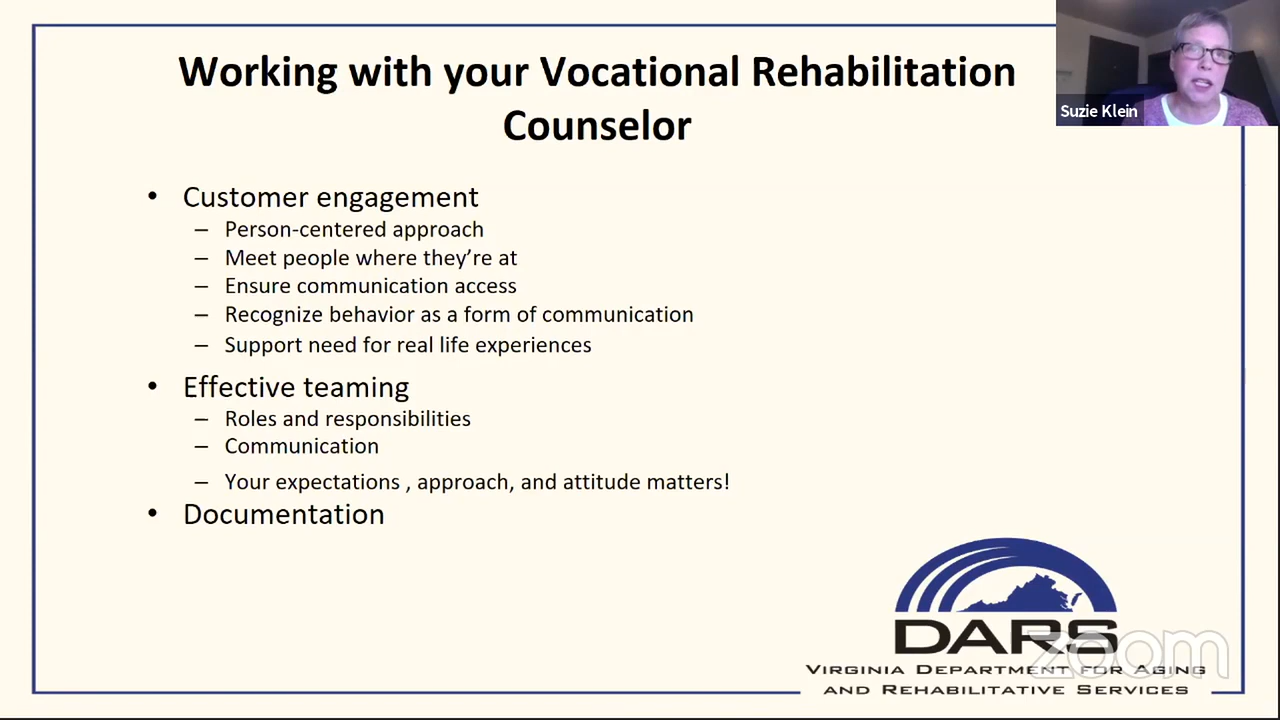 Working with your Vocational Rehabilitation
Counselor
Suzie Klein
• Customer engagement
– Person-centered approach
– Meet people where they’re at
– Ensure communication access
– Recognize behavior as a form of communication
– Support need for real life experiences
• Effective teaming
– Roles and responsibilities
– Communication
– Your expectations , approach, and attitude matters!
• Documentation
DARS
zoom
VIRGINIA DEPARTMENT FOR AGING
AND REHABILITATIVE SERVICES